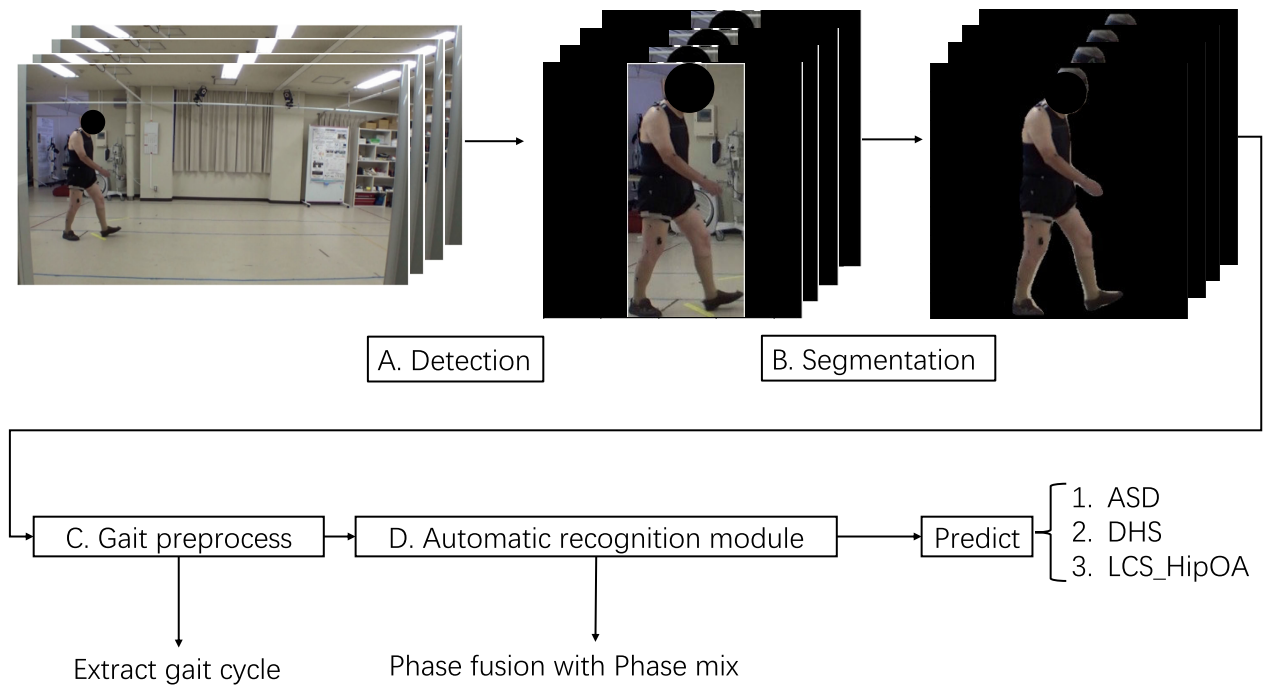 A. Detection
B. Segmentation
C. Gait preprocess
D. Automatic recognition module
Predict
1. ASD
2. DHS
3. LCS_HipOA
Extract gait cycle
Phase fusion with Phase mix